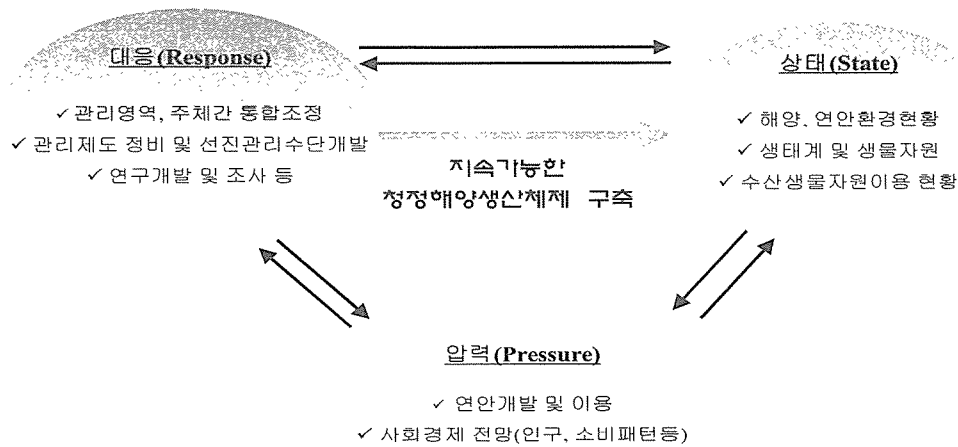 대응(Response)
✓ 관리영역, 주체간 통합조정
✓ 관리제도 정비 및 선진관리수단개발
✓ 연구개발 및 조사 등
지속가능한
청정해양생산체제 구축
상태(State)
✓ 해양, 연안환경현황
✓ 생태계 및 생물자원
✓ 수산생물자원이용 현황
압력(Pressure)
✓ 연안개발 및 이용
✓ 사회경제 전망(인구, 소비패턴등)